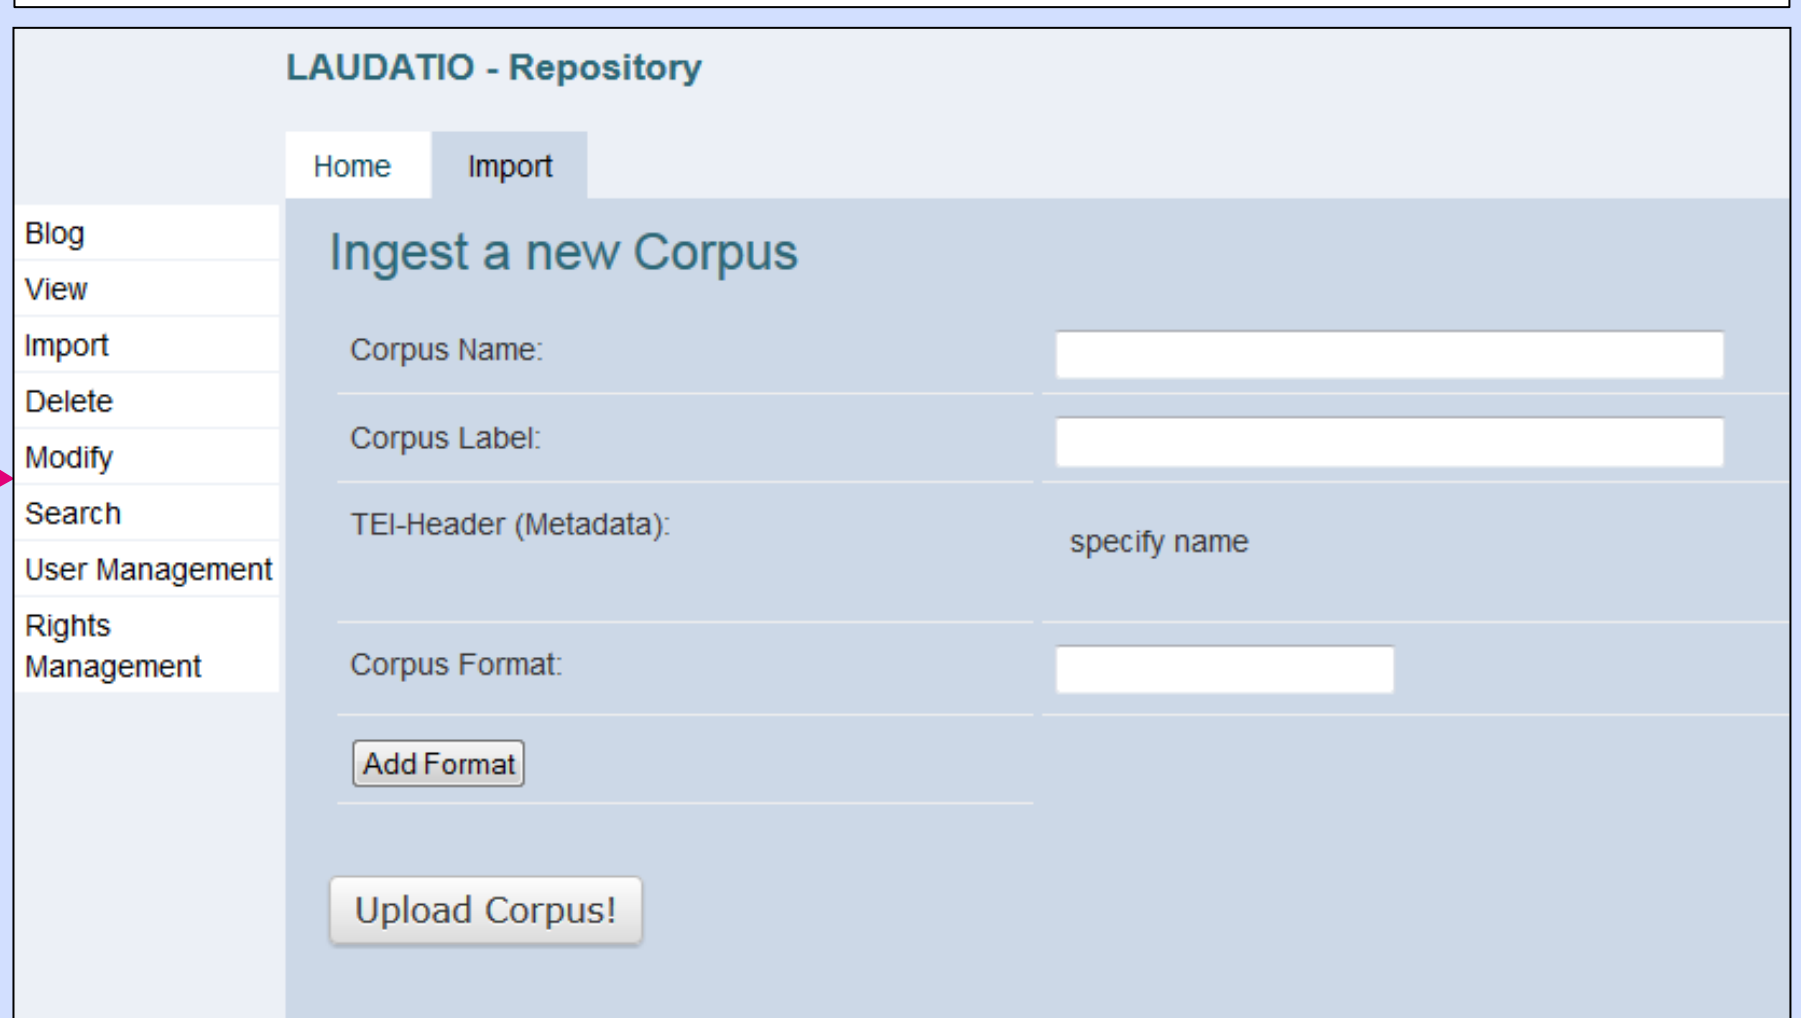 LAUDATIO - Repository
Home
Import
Blog
View
Import
Delete
Modify
Search
User Management
Rights
Management
Ingest a new Corpus
Corpus Name:
Corpus Label:
TEI-Header (Metadata):
specify name
Corpus Format:
Add Format
Upload Corpus!